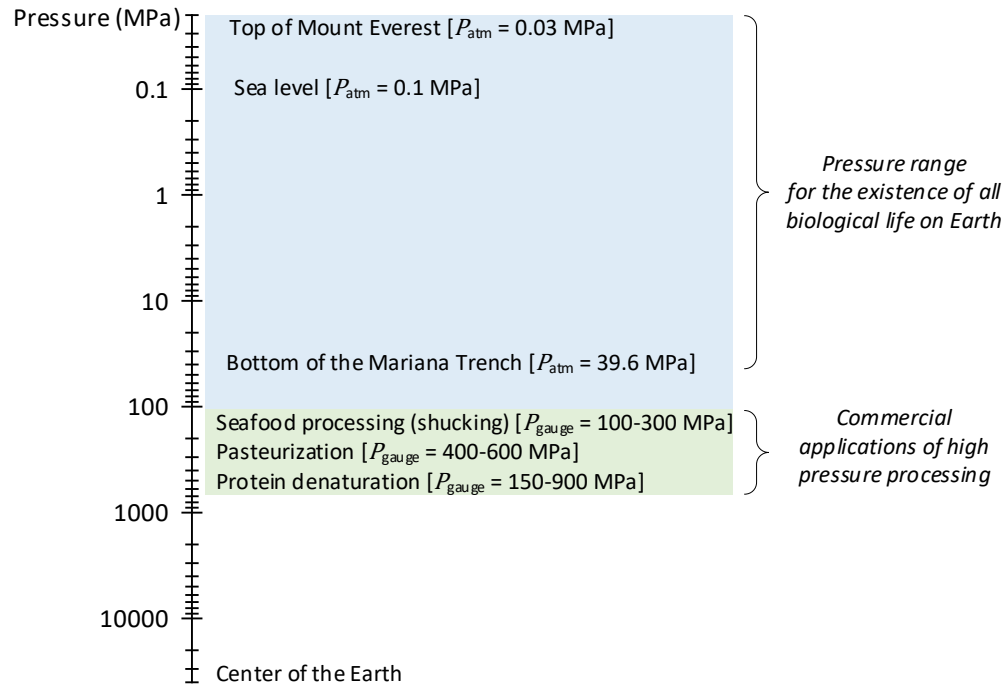 Pressure (MPa)
Top of Mount Everest [Patm = 0.03 MPa]
0.1
Sea level [Patm = 0.1 MPa]
Pressure range
for the existence of all
biological life on Earth
1
10
Bottom of the Mariana Trench [Patm = 39.6 MPa]
100
Seafood processing (shucking) [Pgauge = 100-300 MPa]
Pasteurization [Pgauge = 400-600 MPa]
Protein denaturation [Pgauge = 150-900 MPa]
Commercial
applications of high
pressure processing
1000
10000
Center of the Earth